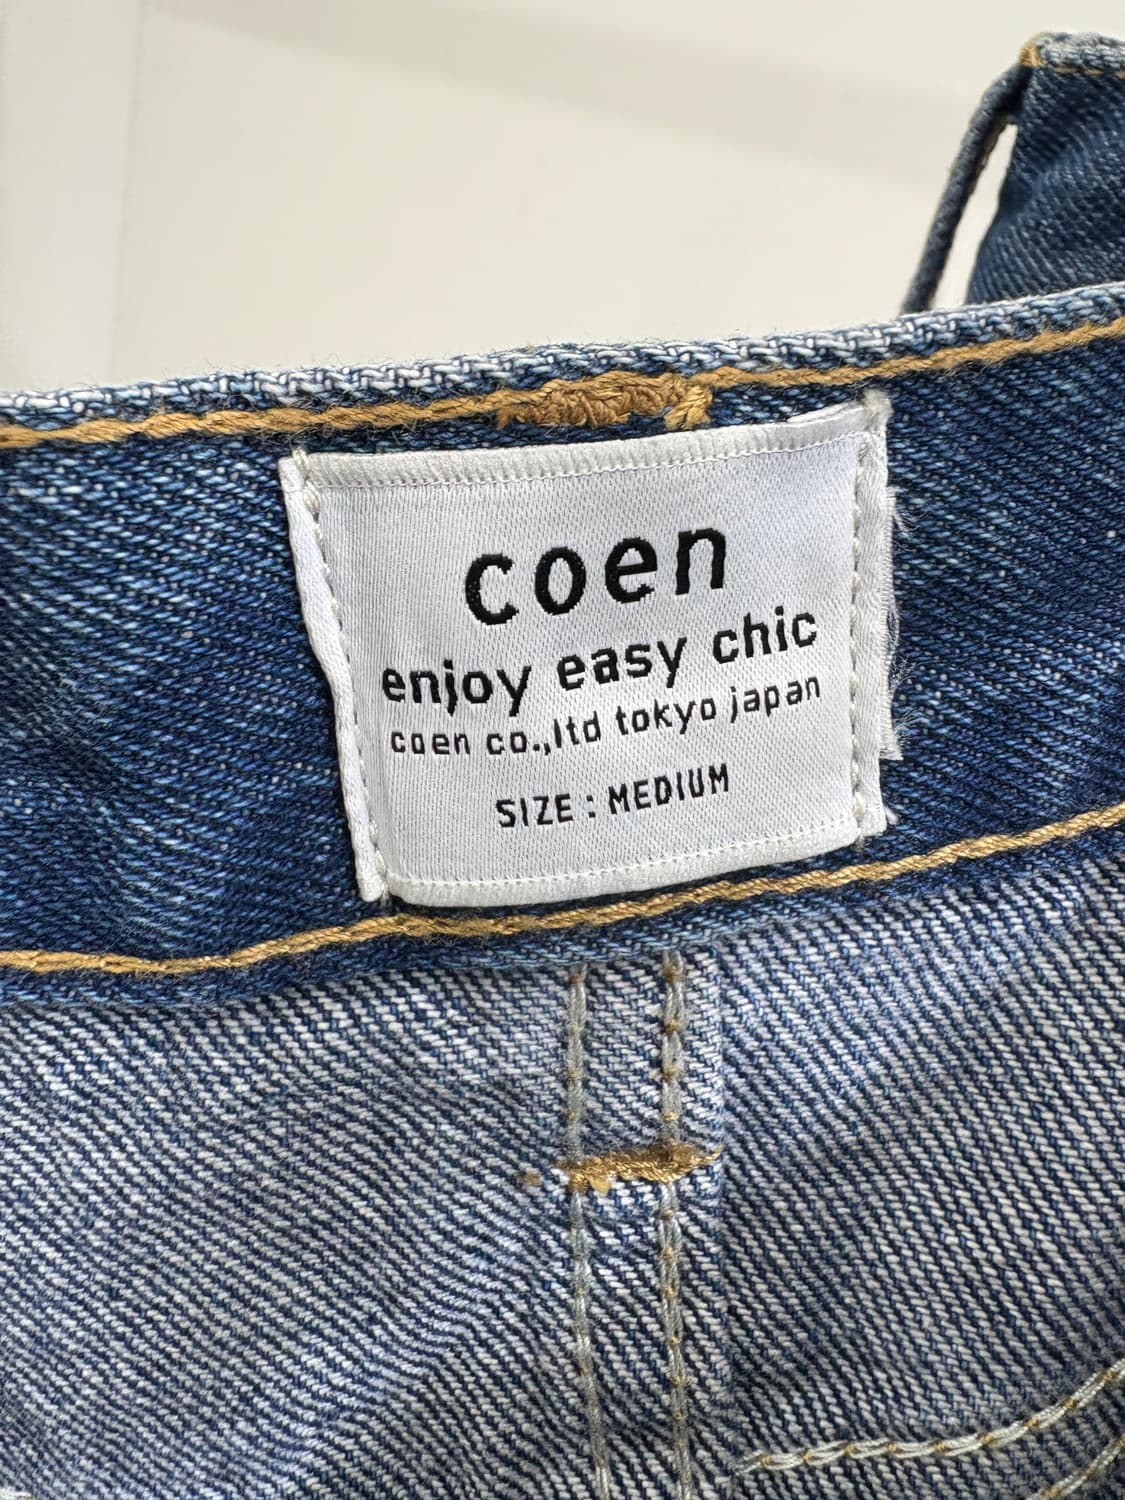 coen
enjoy easy chic
coen co.,ltd tokyo japan
SIZE : MEDIUM